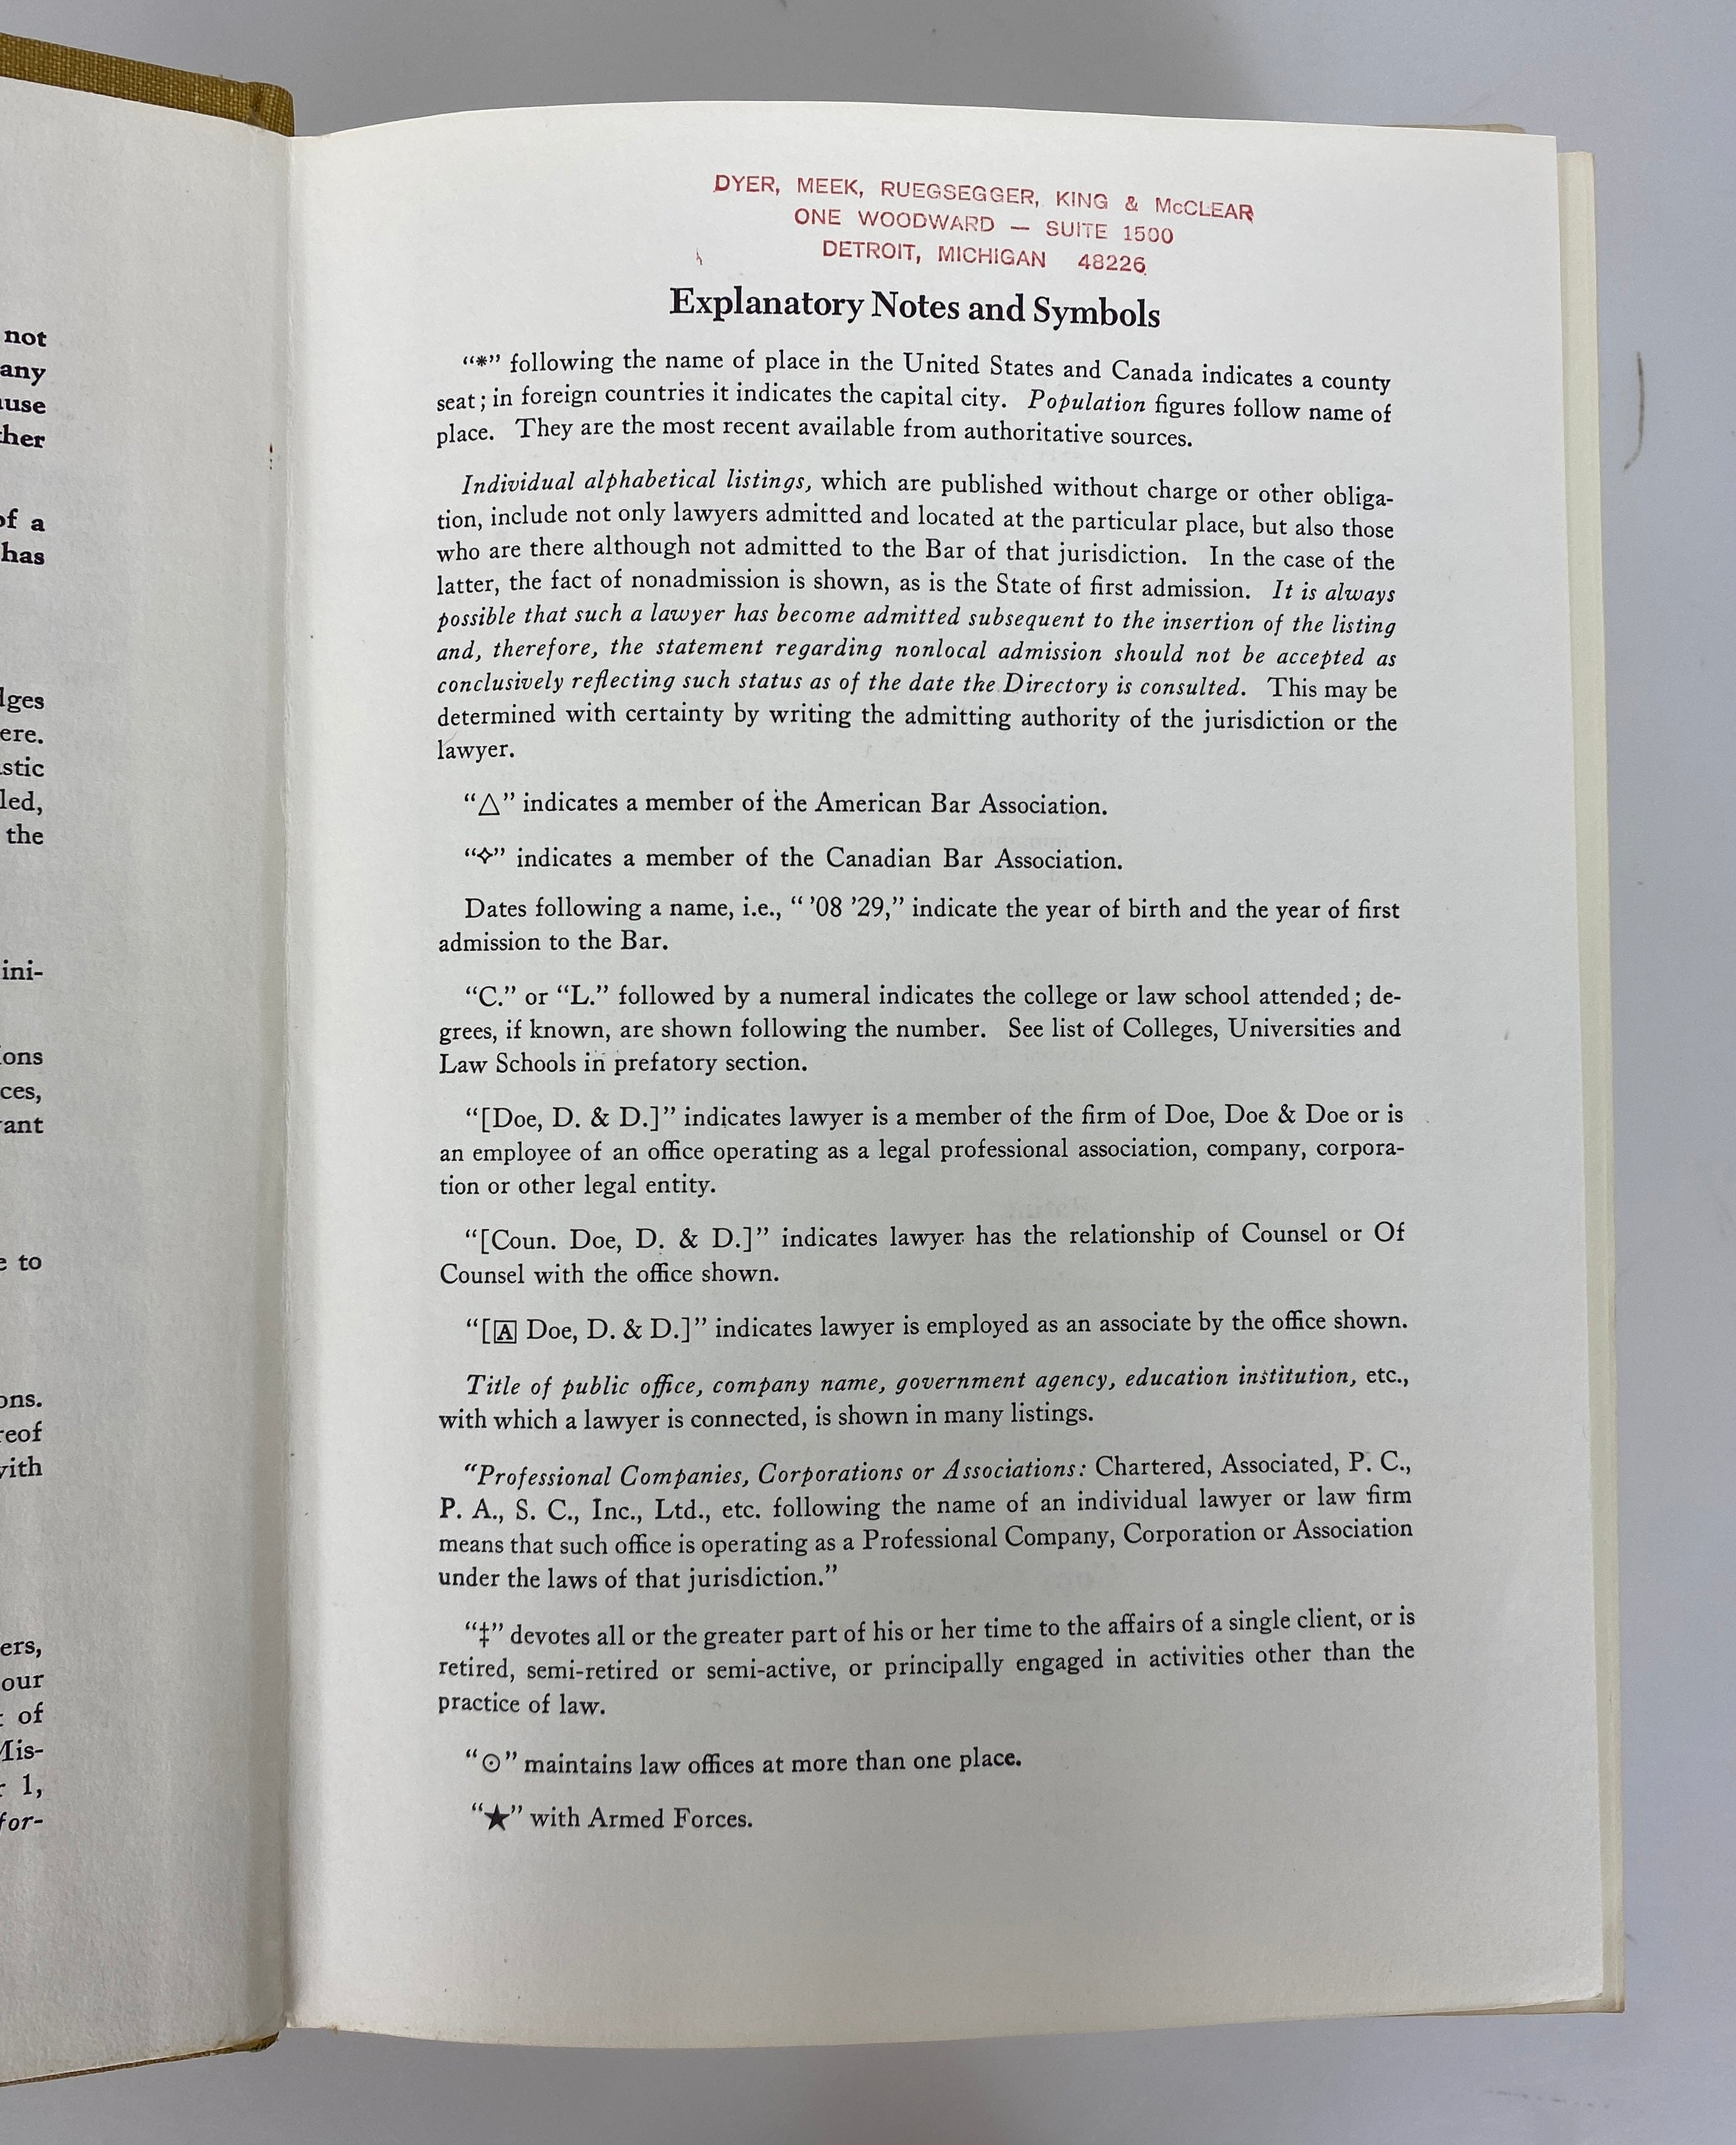 not
any
ther
of a
has
ere.
led,
the
ini-
ces,
e to
ons.
ers,
our
of
1,
for-
DYER, MEEK, RUEGSEGGER, KING & McCLEAR
ONE WOODWARD — SUITE 1500
DETROIT, MICHIGAN 48226
Explanatory Notes and Symbols
“*” following the name of place in the United States and Canada indicates a county
seat; in foreign countries it indicates the capital city. Population figures follow name of
place. They are the most recent available from authoritative sources.
Individual alphabetical listings, which are published without charge or other obliga-
tion, include not only lawyers admitted and located at the particular place, but also those
who are there although not admitted to the Bar of that jurisdiction. In the case of the
latter, the fact of nonadmission is shown, as is the State of first admission. It is always
possible that such a lawyer has become admitted subsequent to the insertion of the listing
and, therefore, the statement regarding nonlocal admission should not be accepted as
conclusively reflecting such status as of the date the Directory is consulted. This may be
determined with certainty by writing the admitting authority of the jurisdiction or the
lawyer.
“△” indicates a member of the American Bar Association.
“✧” indicates a member of the Canadian Bar Association.
Dates following a name, i.e., “ ’08 ’29,” indicate the year of birth and the year of first
admission to the Bar.
“C.” or “L.” followed by a numeral indicates the college or law school attended; de-
grees, if known, are shown following the number. See list of Colleges, Universities and
Law Schools in prefatory section.
“[Doe, D. & D.]” indicates lawyer is a member of the firm of Doe, Doe & Doe or is
an employee of an office operating as a legal professional association, company, corpora-
tion or other legal entity.
“[Coun. Doe, D. & D.]” indicates lawyer has the relationship of Counsel or Of
Counsel with the office shown.
“[🄰 Doe, D. & D.]” indicates lawyer is employed as an associate by the office shown.
Title of public office, company name, government agency, education institution, etc.,
with which a lawyer is connected, is shown in many listings.
“Professional Companies, Corporations or Associations: Chartered, Associated, P. C.,
P. A., S. C., Inc., Ltd., etc. following the name of an individual lawyer or law firm
means that such office is operating as a Professional Company, Corporation or Association
under the laws of that jurisdiction.”
“‡” devotes all or the greater part of his or her time to the affairs of a single client, or is
retired, semi-retired or semi-active, or principally engaged in activities other than the
practice of law.
“⊙” maintains law offices at more than one place.
“★” with Armed Forces.